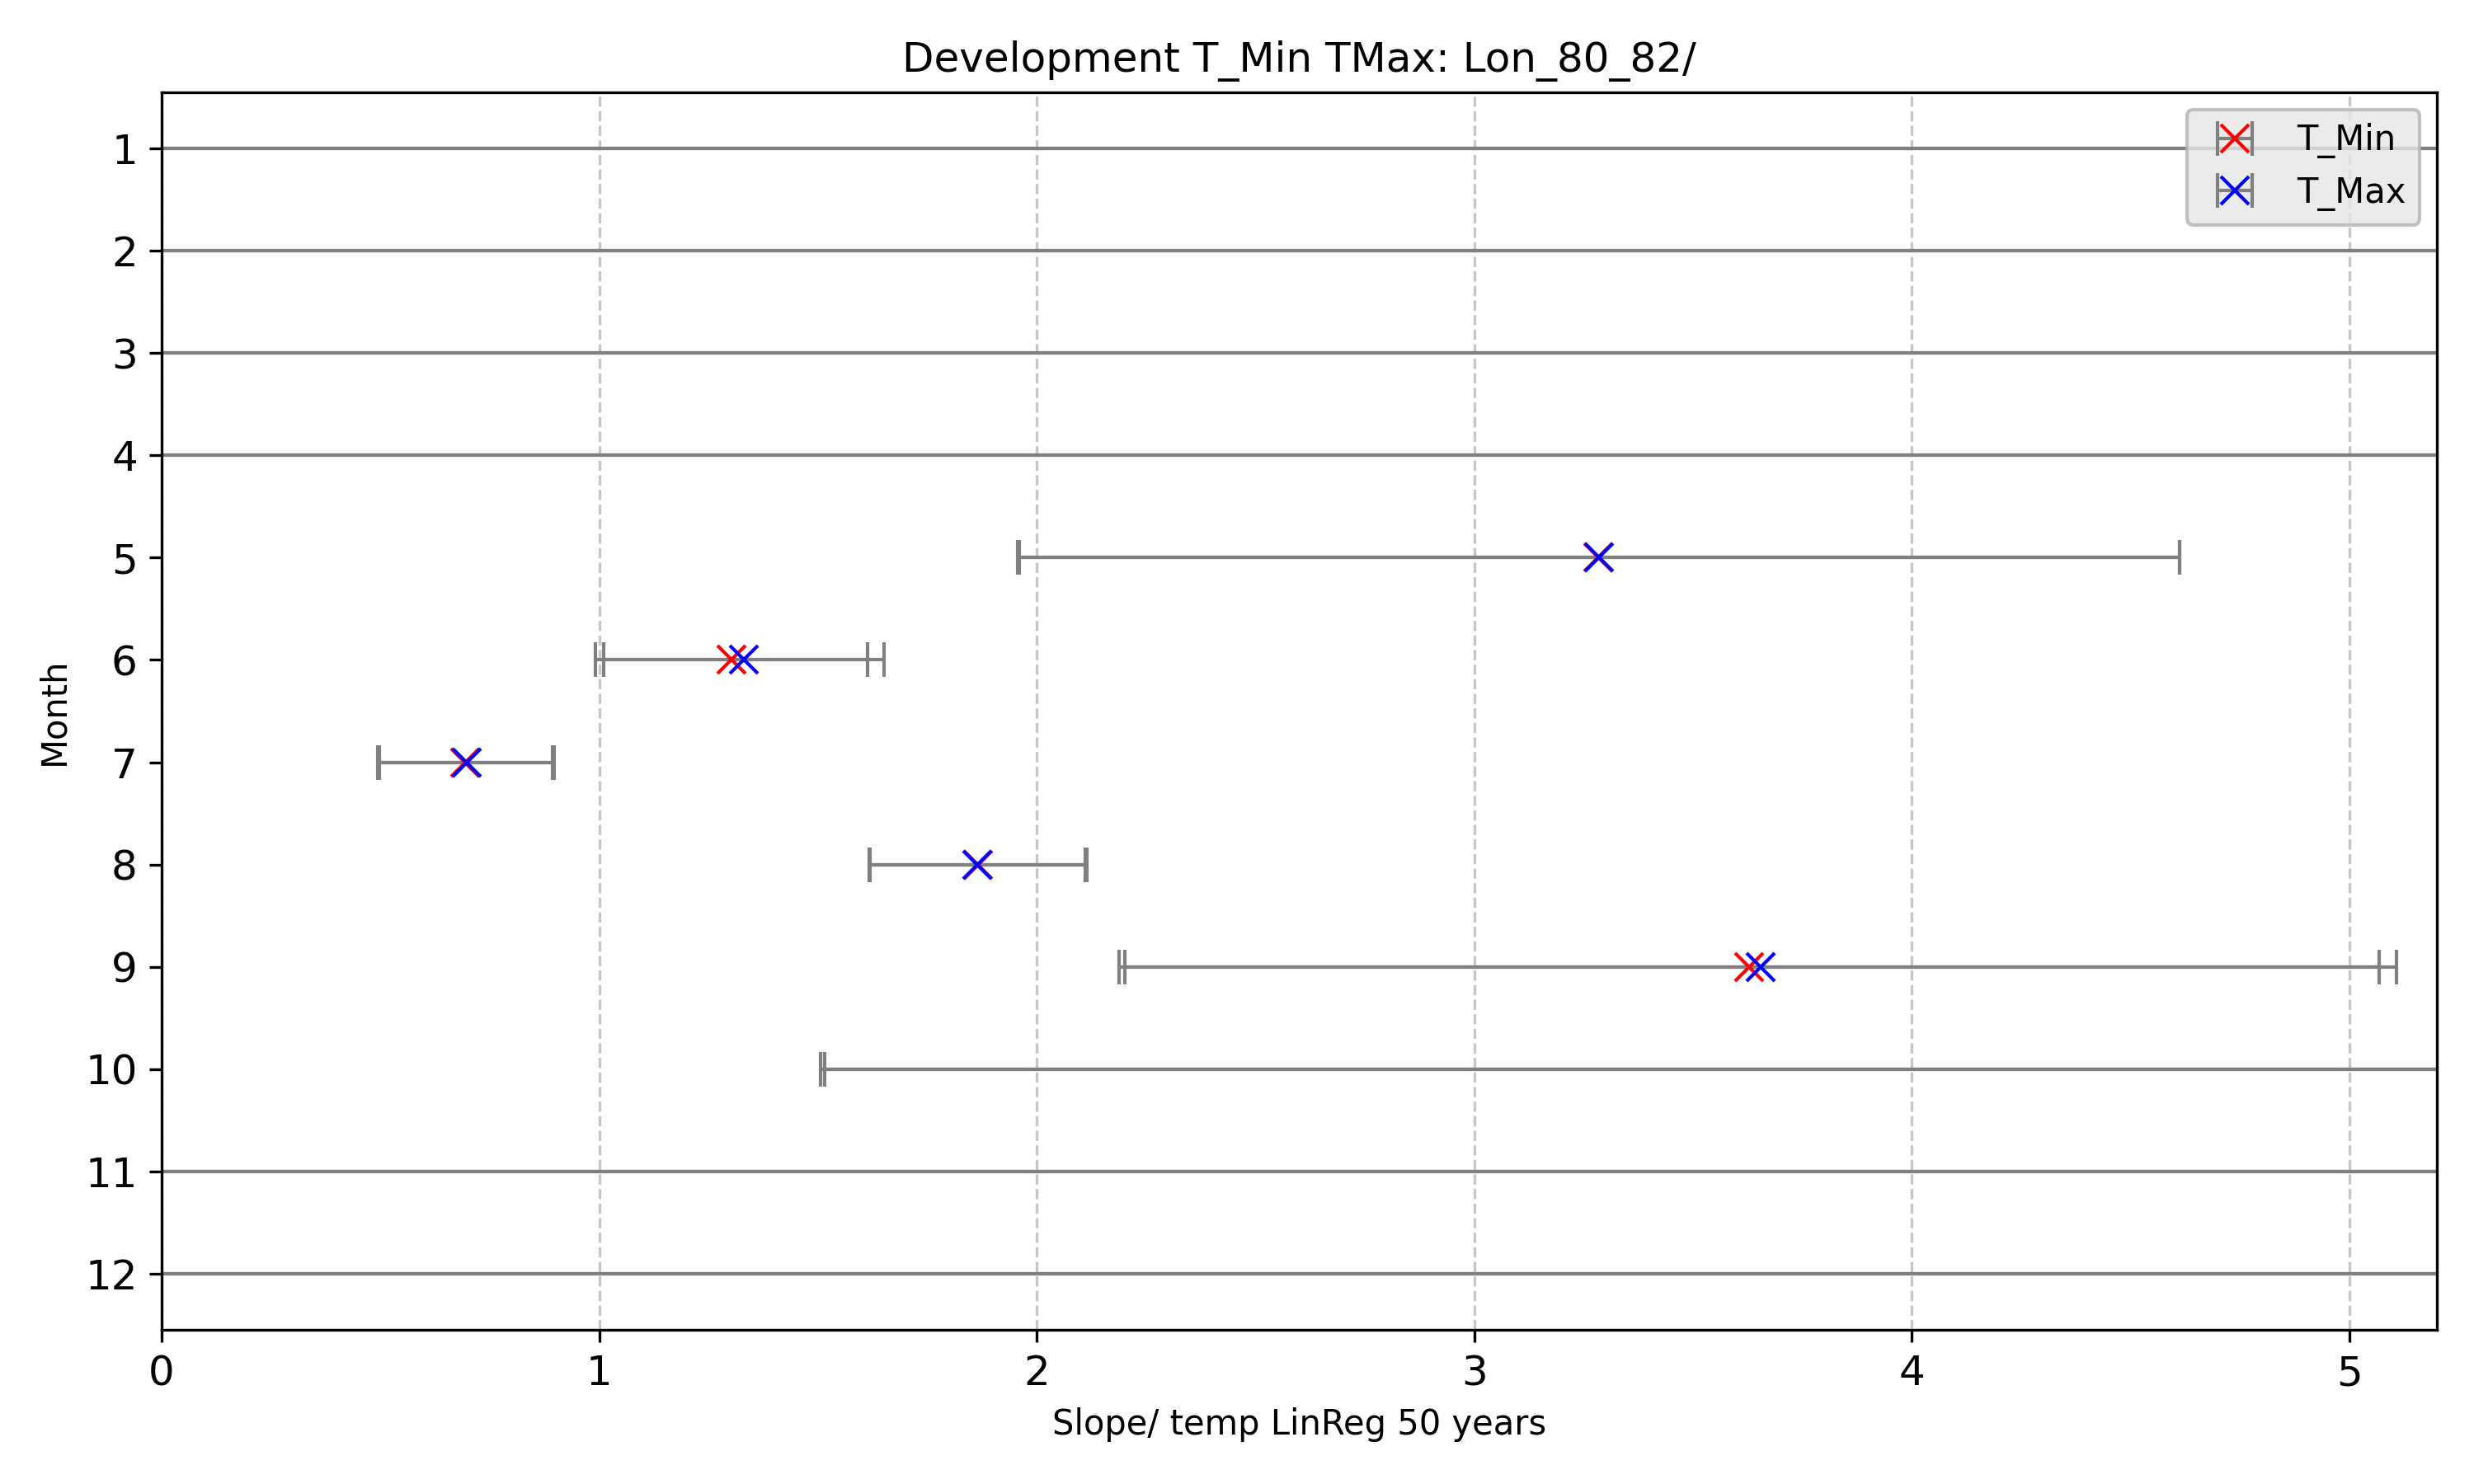 Development T_Min TMax: Lon_80_82/
T_Min
T_Max
Month
1
2
3
4
5
6
7
8
9
10
11
12
0 1 2 3 4 5
Slope/ temp LinReg 50 years